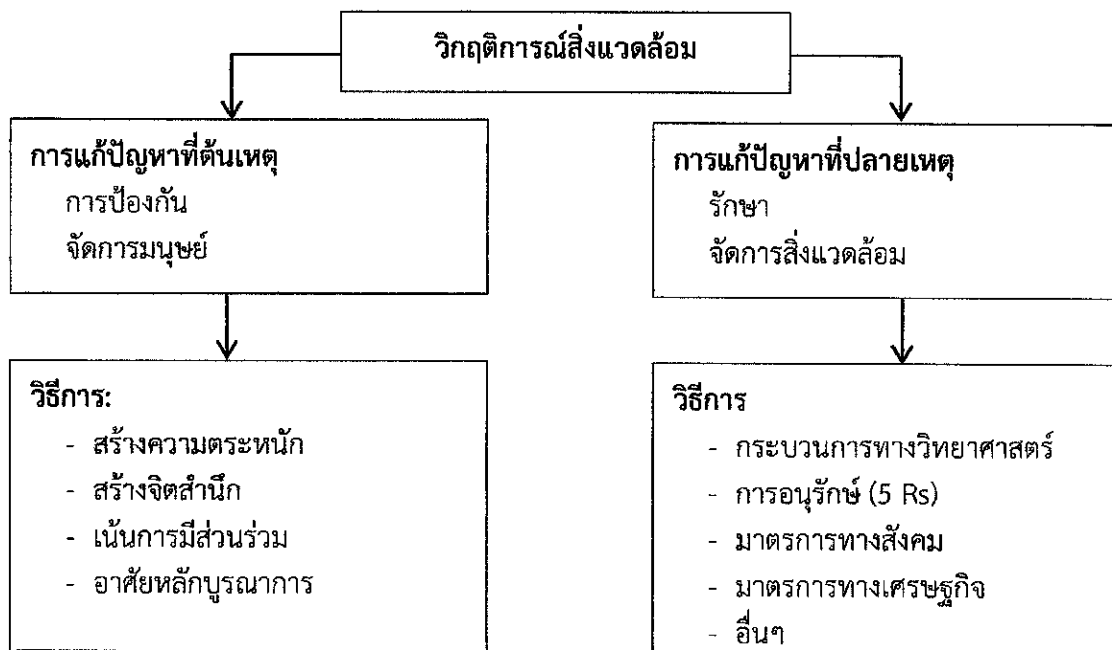 วิกฤติการณ์สิ่งแวดล้อม
การแก้ปัญหาที่ต้นเหตุ
การป้องกัน
จัดการมนุษย์
การแก้ปัญหาที่ปลายเหตุ
รักษา
จัดการสิ่งแวดล้อม
วิธีการ:
- สร้างความตระหนัก
- สร้างจิตสำนึก
- เน้นการมีส่วนร่วม
- อาศัยหลักบูรณาการ
วิธีการ
- กระบวนการทางวิทยาศาสตร์
- การอนุรักษ์ (5 Rs)
- มาตรการทางสังคม
- มาตรการทางเศรษฐกิจ
- อื่นๆ